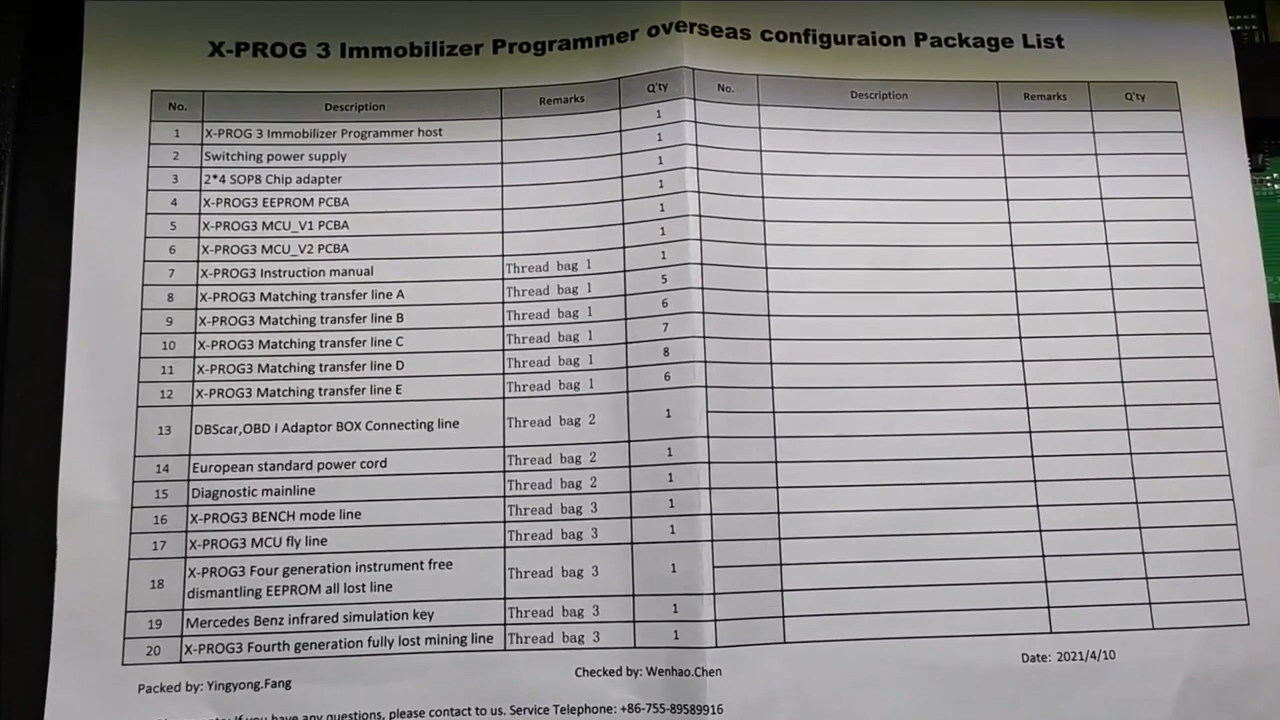 X-PROG 3 Immobilizer Programmer overseas configuraion Package List
No. Description Remarks Q'ty No. Description Remarks Q'ty
1 X-PROG 3 Immobilizer Programmer host 1
2 Switching power supply 1
3 2*4 SOP8 Chip adapter 1
4 X-PROG3 EEPROM PCBA 1
5 X-PROG3 MCU_V1 PCBA 1
6 X-PROG3 MCU_V2 PCBA 1
7 X-PROG3 Instruction manual Thread bag 1 1
8 X-PROG3 Matching transfer line A Thread bag 1 5
9 X-PROG3 Matching transfer line B Thread bag 1 6
10 X-PROG3 Matching transfer line C Thread bag 1 7
11 X-PROG3 Matching transfer line D Thread bag 1 8
12 X-PROG3 Matching transfer line E Thread bag 1 6
13 DBScar,OBD I Adaptor BOX Connecting line Thread bag 2 1
14 European standard power cord Thread bag 2 1
15 Diagnostic mainline Thread bag 2 1
16 X-PROG3 BENCH mode line Thread bag 3 1
17 X-PROG3 MCU fly line Thread bag 3 1
18 X-PROG3 Four generation instrument free
dismantling EEPROM all lost line Thread bag 3 1
19 Mercedes Benz infrared simulation key Thread bag 3 1
20 X-PROG3 Fourth generation fully lost mining line Thread bag 3 1
Packed by: Yingyong.Fang Checked by: Wenhao.Chen Date: 2021/4/10
If you have any questions, please contact to us. Service Telephone: +86-755-89589916